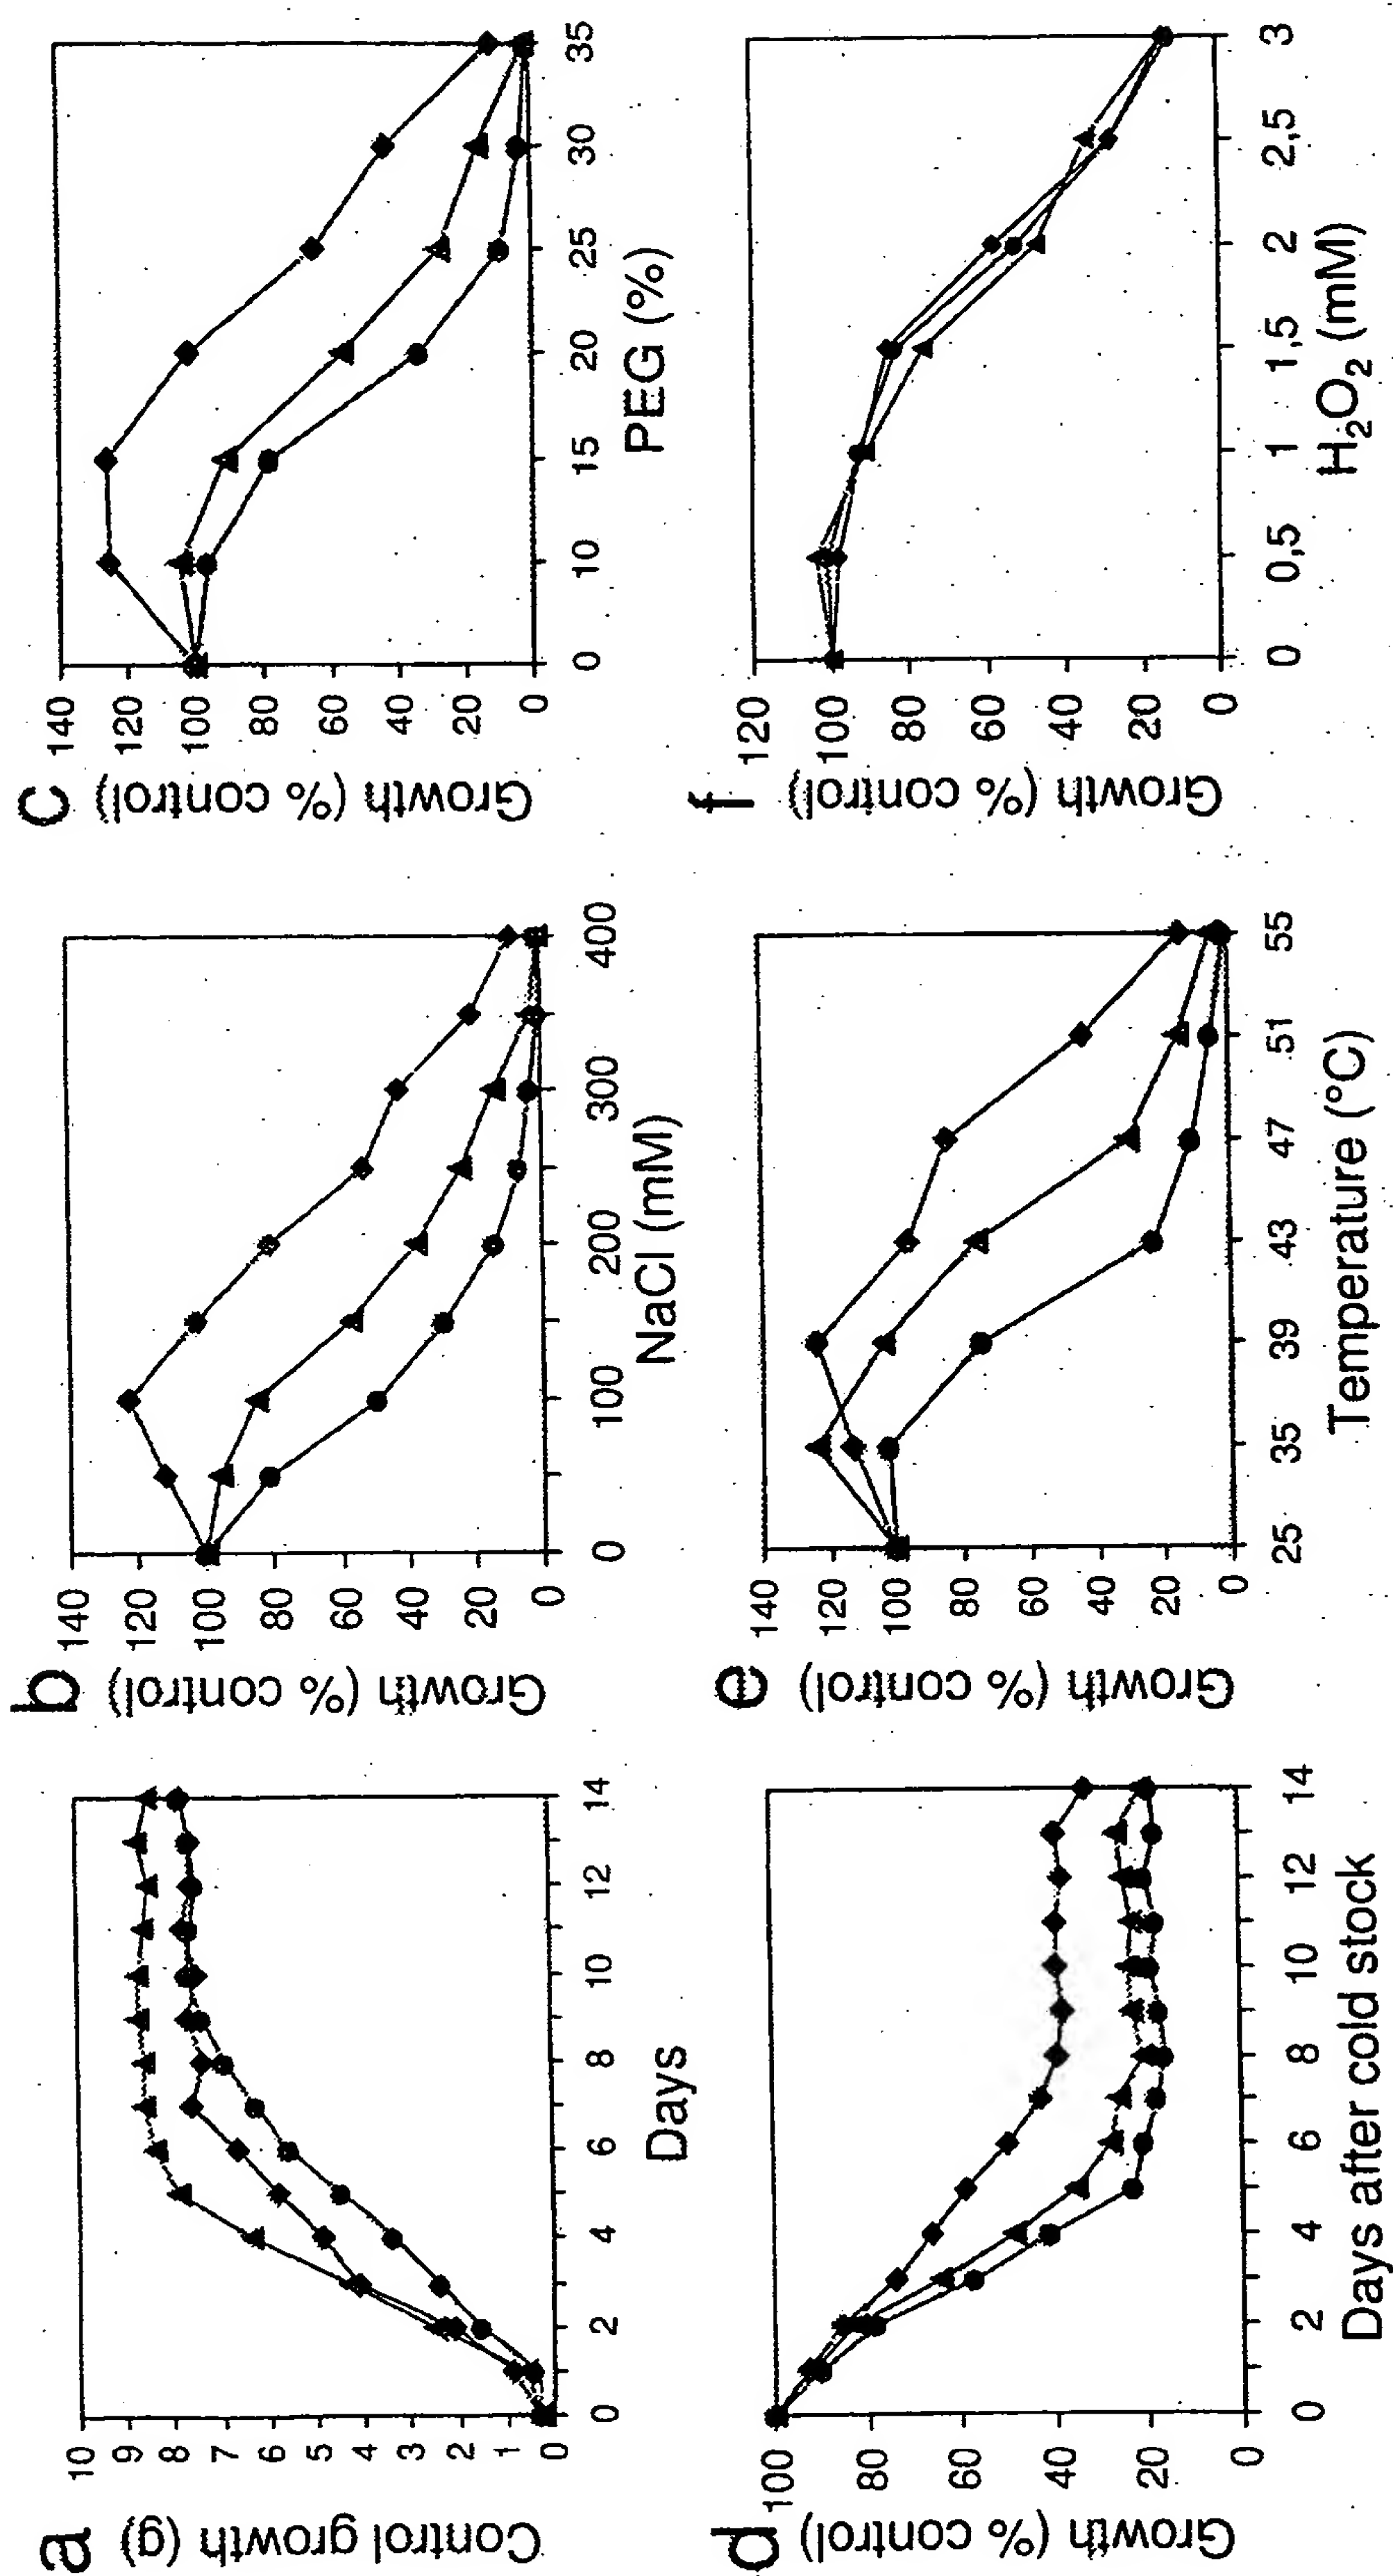 a
Control growth (g)
10
9
8
7
6
5
4
3
2
1
0
0 2 4 6 8 10 12 14
Days
b
Growth (% control)
140
120
100
80
60
40
20
0
0 100 200 300 400
NaCl (mM)
c
Growth (% control)
140
120
100
80
60
40
20
0
0 10 15 20 25 30 35
PEG (%)
d
Growth (% control)
100
80
60
40
20
0
0 2 4 6 8 10 12 14
Days after cold stock
e
Growth (% control)
140
120
100
80
60
40
20
0
25 35 39 43 47 51 55
Temperature (°C)
f
Growth (% control)
120
100
80
60
40
20
0
0 0,5 1 1,5 2 2,5 3
H₂O₂ (mM)